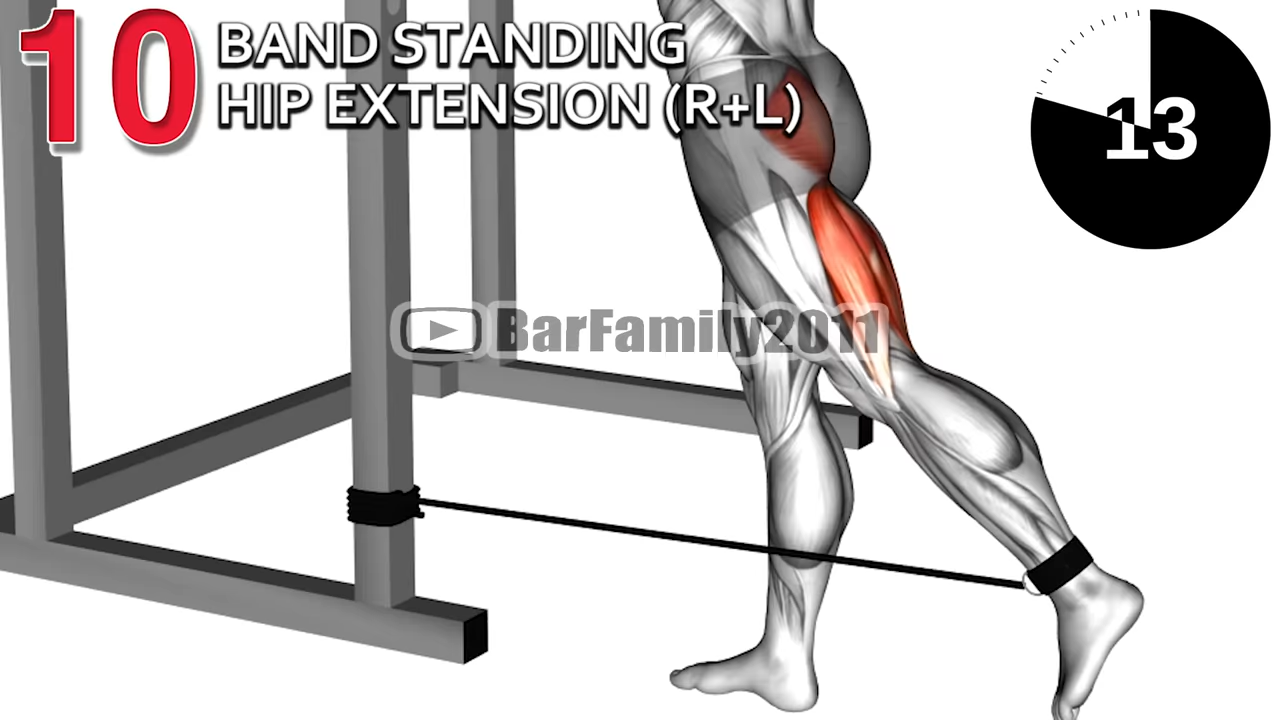 10
BAND STANDING
HIP EXTENSION (R+L)
13
BarFamily2011